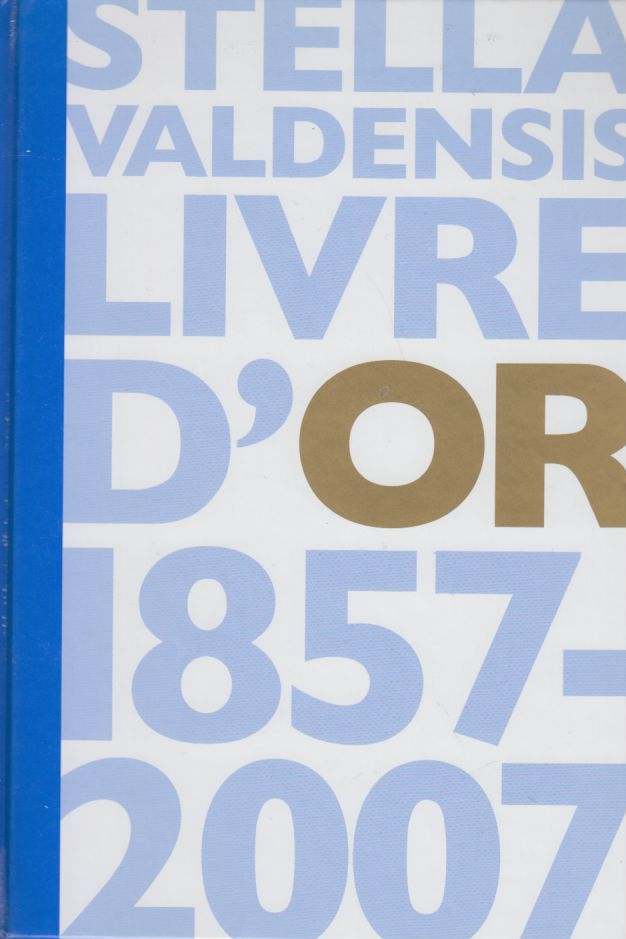 STELLA
VALDENSIS
LIVRE
D'OR
1857-
2007